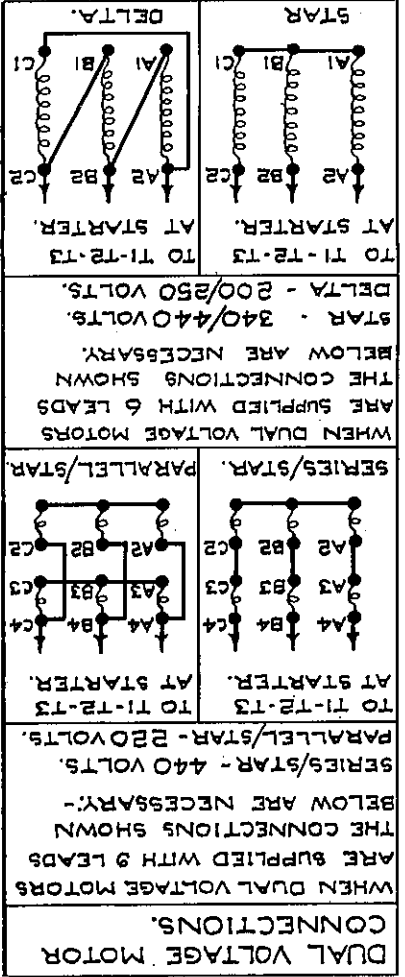 DUAL VOLTAGE MOTOR
CONNECTIONS.
WHEN DUAL VOLTAGE MOTORS
ARE SUPPLIED WITH 9 LEADS
THE CONNECTIONS SHOWN
BELOW ARE NECESSARY:-
SERIES/STAR - 440 VOLTS.
PARALLEL/STAR - 220 VOLTS.
TO T1-T2-T3
AT STARTER.
A4 B4 C4
A3 B3 C3
A2 B2 C2
SERIES/STAR.
TO T1-T2-T3
AT STARTER.
A4 B4 C4
A3 B3 C3
A2 B2 C2
PARALLEL/STAR.
WHEN DUAL VOLTAGE MOTORS
ARE SUPPLIED WITH 6 LEADS
THE CONNECTIONS SHOWN
BELOW ARE NECESSARY.
STAR - 340/440 VOLTS.
DELTA - 200/250 VOLTS.
TO T1-T2-T3
AT STARTER.
A2 B2 C2
A1 B1 C1
STAR
TO T1-T2-T3
AT STARTER.
A2 B2 C2
A1 B1 C1
DELTA.